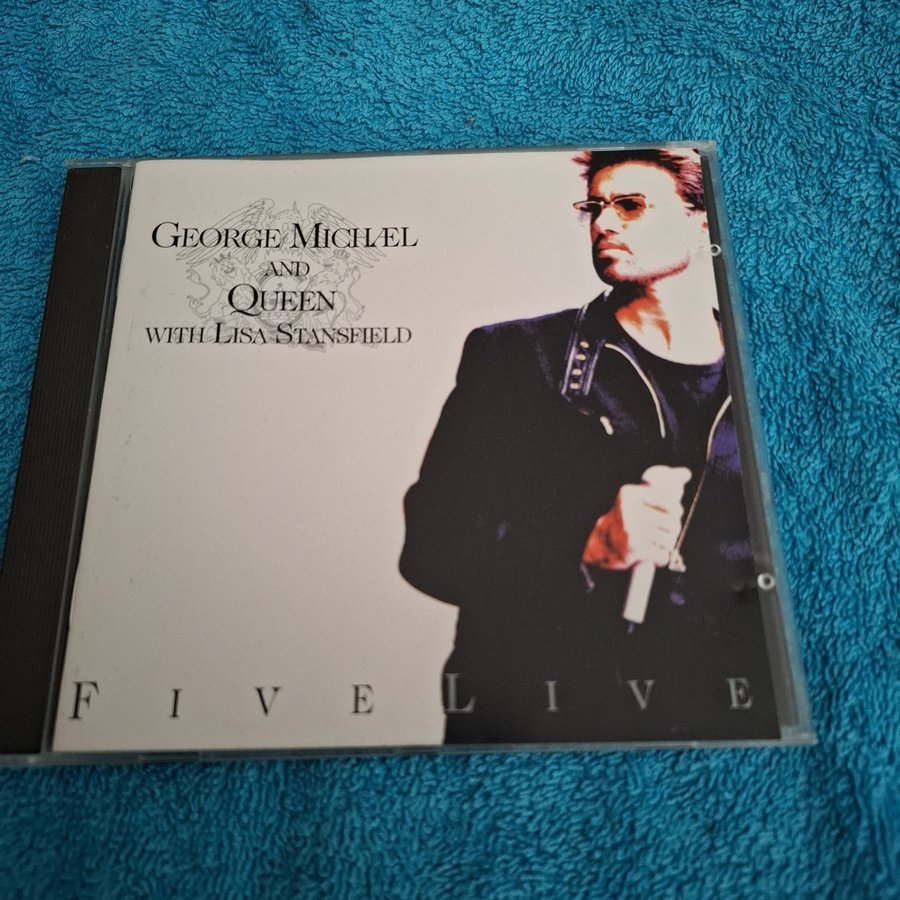 GEORGE MICHÆL
AND
QUEEN
WITH LISA STANSFIELD
FIVE LIVE